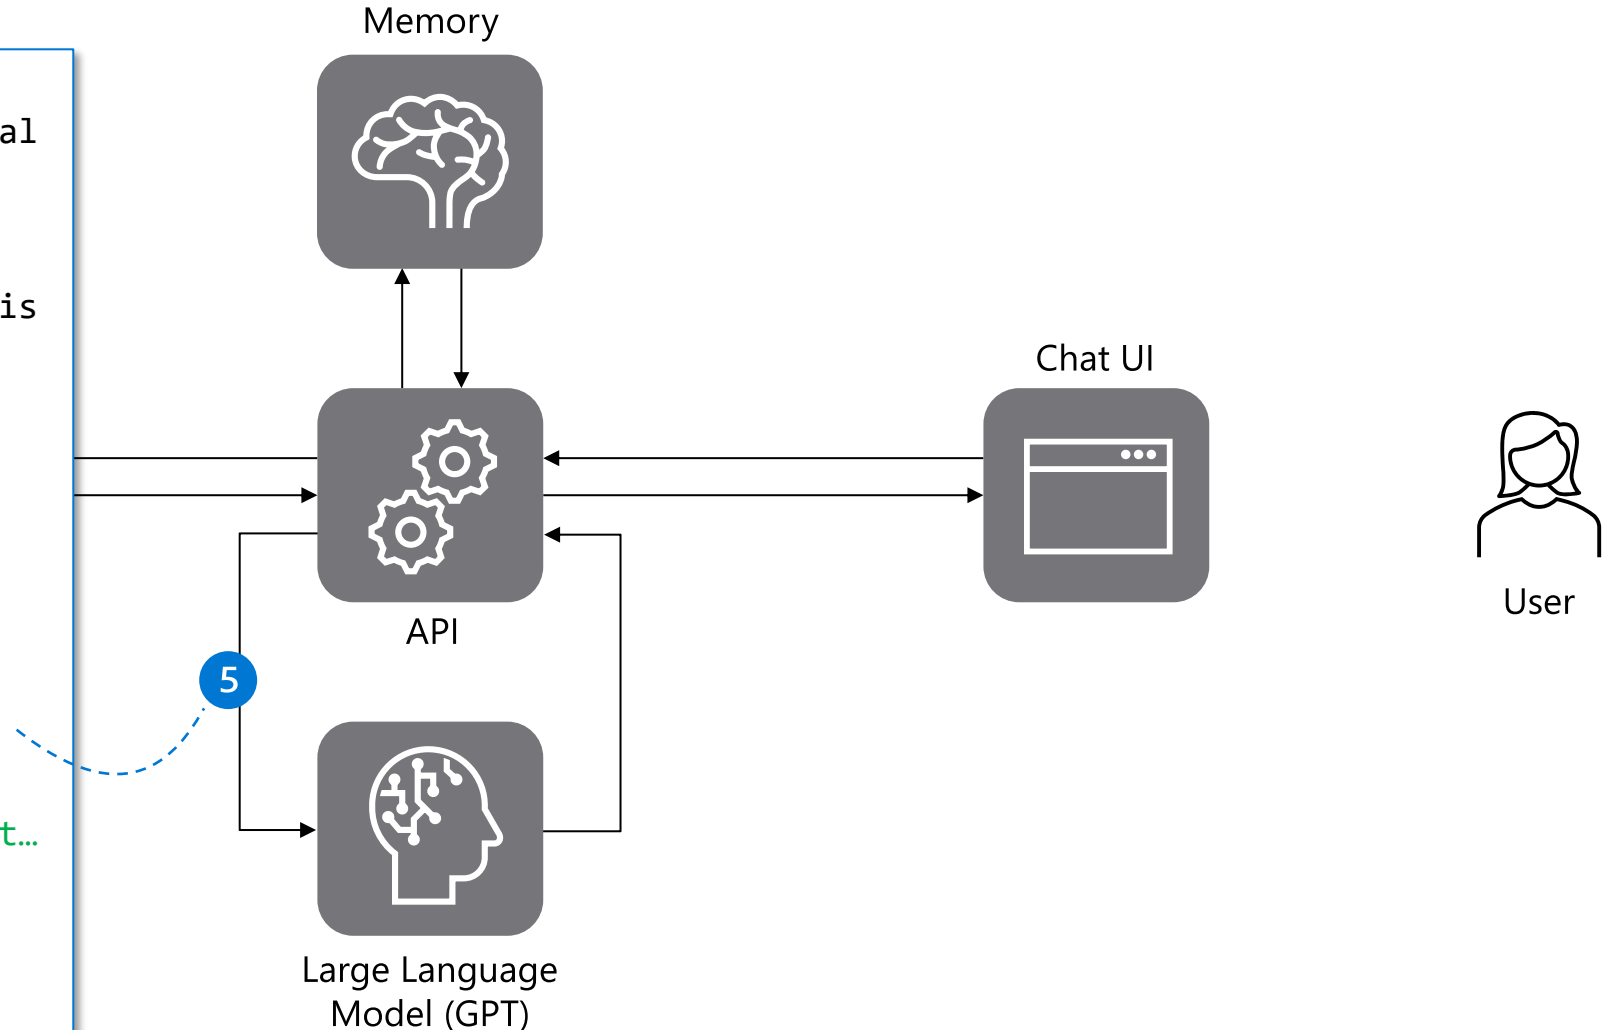 Memory
al
is
Chat UI
User
API
5
t…
Large Language
Model (GPT)